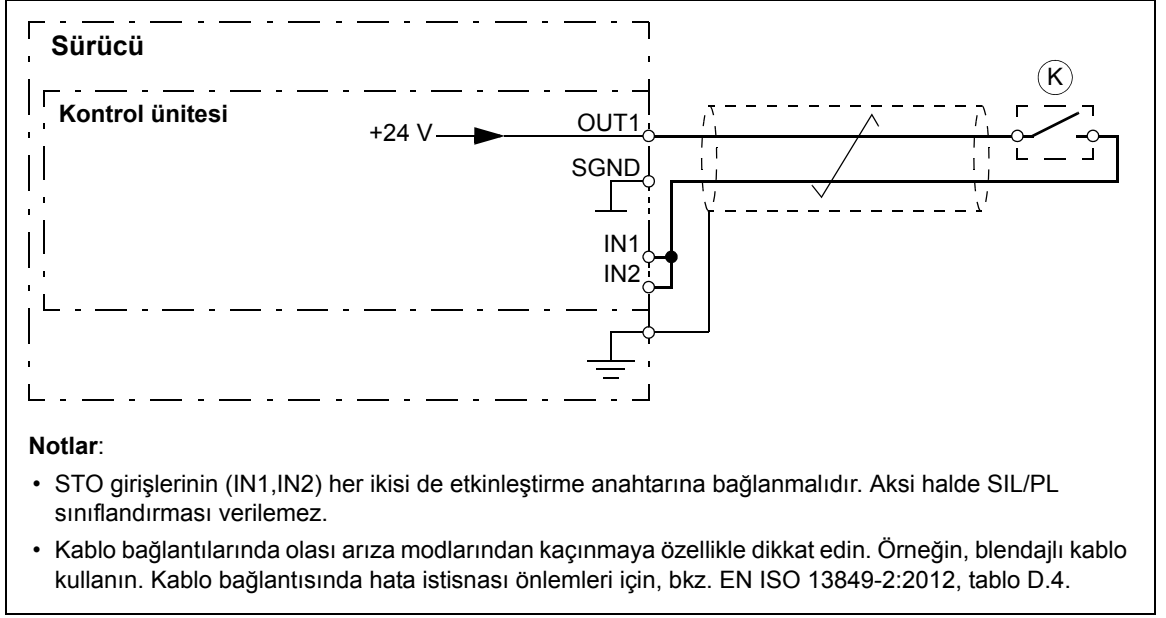 Sürücü
K
Kontrol ünitesi
+24 V
OUT1
SGND
IN1
IN2
Notlar:
• STO girişlerinin (IN1,IN2) her ikisi de etkinleştirme anahtarına bağlanmalıdır. Aksi halde SIL/PL
sınıflandırması verilemez.
• Kablo bağlantılarında olası arıza modlarından kaçınmaya özellikle dikkat edin. Örneğin, blendajlı kablo
kullanın. Kablo bağlantısında hata istisnası önlemleri için, bkz. EN ISO 13849-2:2012, tablo D.4.